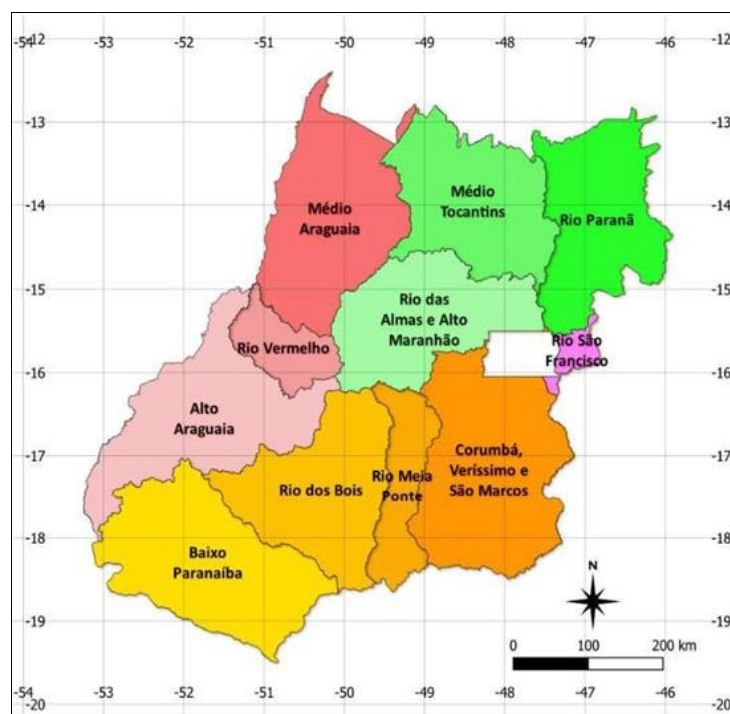 -54 -53 -52 -51 -50 -49 -48 -47 -46
-12 -12
-13 -13
-14 -14
-15 -15
-16 -16
-17 -17
-18 -18
-19 -19
-20 -20
Médio
Araguaia
Médio
Tocantins
Rio Paranã
Rio das
Almas e Alto
Maranhão
Rio Vermelho
Rio São
Francisco
Alto
Araguaia
Corumbá,
Veríssimo e
São Marcos
Rio Meia
Ponte
Rio dos Bois
Baixo
Paranaíba
N
0 100 200 km
-54 -53 -52 -51 -50 -49 -48 -47 -46